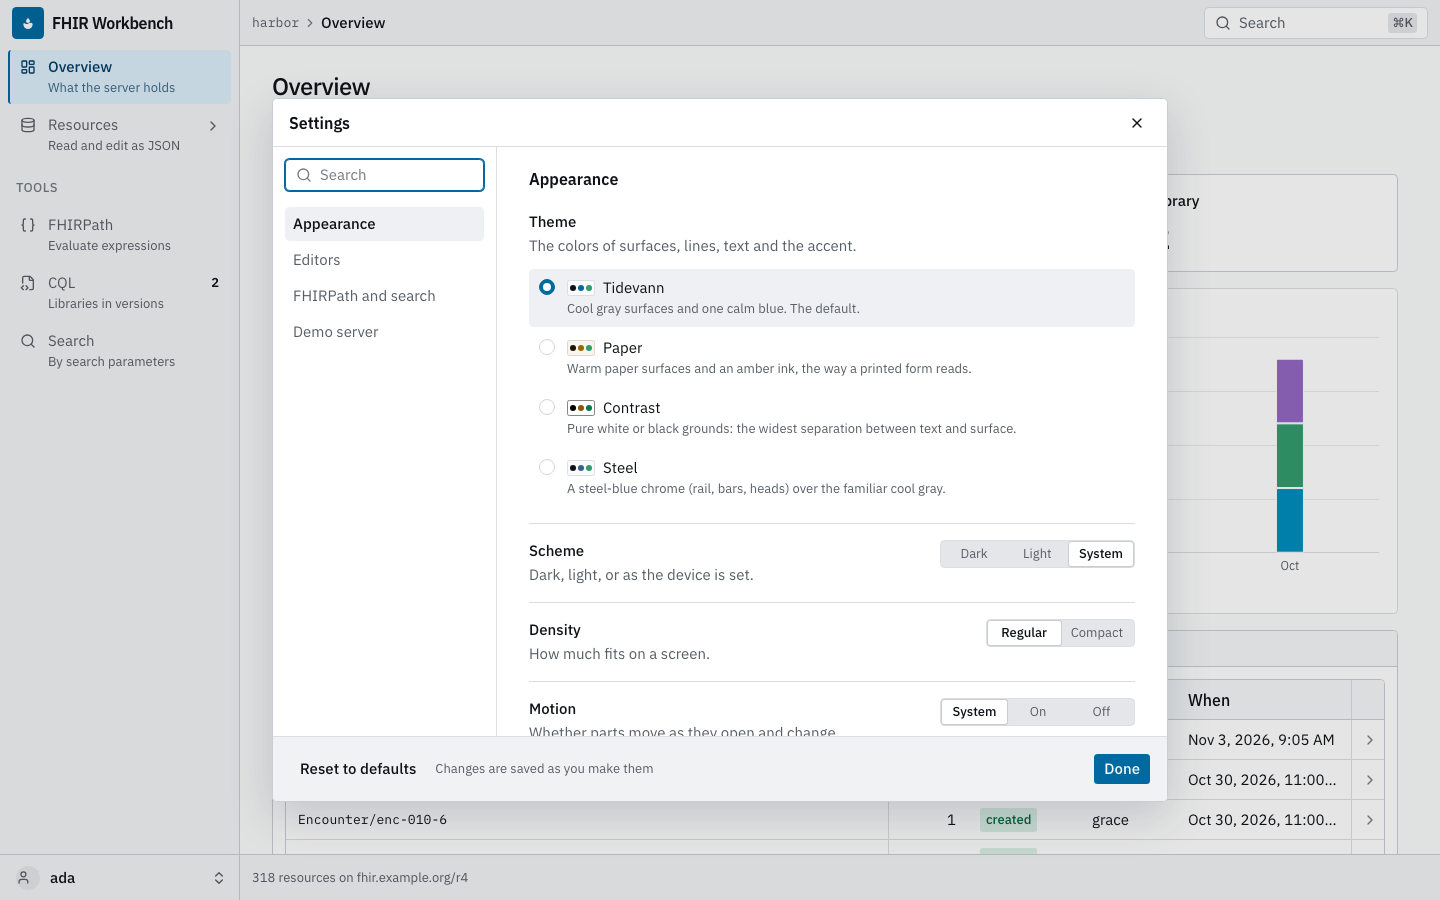 FHIR Workbench
harbor
Overview
Search
⌘K
Overview
What the server holds
Resources
Read and edit as JSON
TOOLS
FHIRPath
Evaluate expressions
CQL
2
Libraries in versions
Search
By search parameters
Overview
Settings
Search
Appearance
Editors
FHIRPath and search
Demo server
Appearance
Theme
The colors of surfaces, lines, text and the accent.
Tidevann
Cool gray surfaces and one calm blue. The default.
Paper
Warm paper surfaces and an amber ink, the way a printed form reads.
Contrast
Pure white or black grounds: the widest separation between text and surface.
Steel
A steel-blue chrome (rail, bars, heads) over the familiar cool gray.
Scheme
Dark, light, or as the device is set.
Dark
Light
System
Density
How much fits on a screen.
Regular
Compact
Motion
Whether parts move as they open and change.
System
On
Off
Reset to defaults
Changes are saved as you make them
Done
Oct
When
Nov 3, 2026, 9:05 AM
Oct 30, 2026, 11:00...
Encounter/enc-010-6
1
created
grace
Oct 30, 2026, 11:00...
ada
318 resources on fhir.example.org/r4